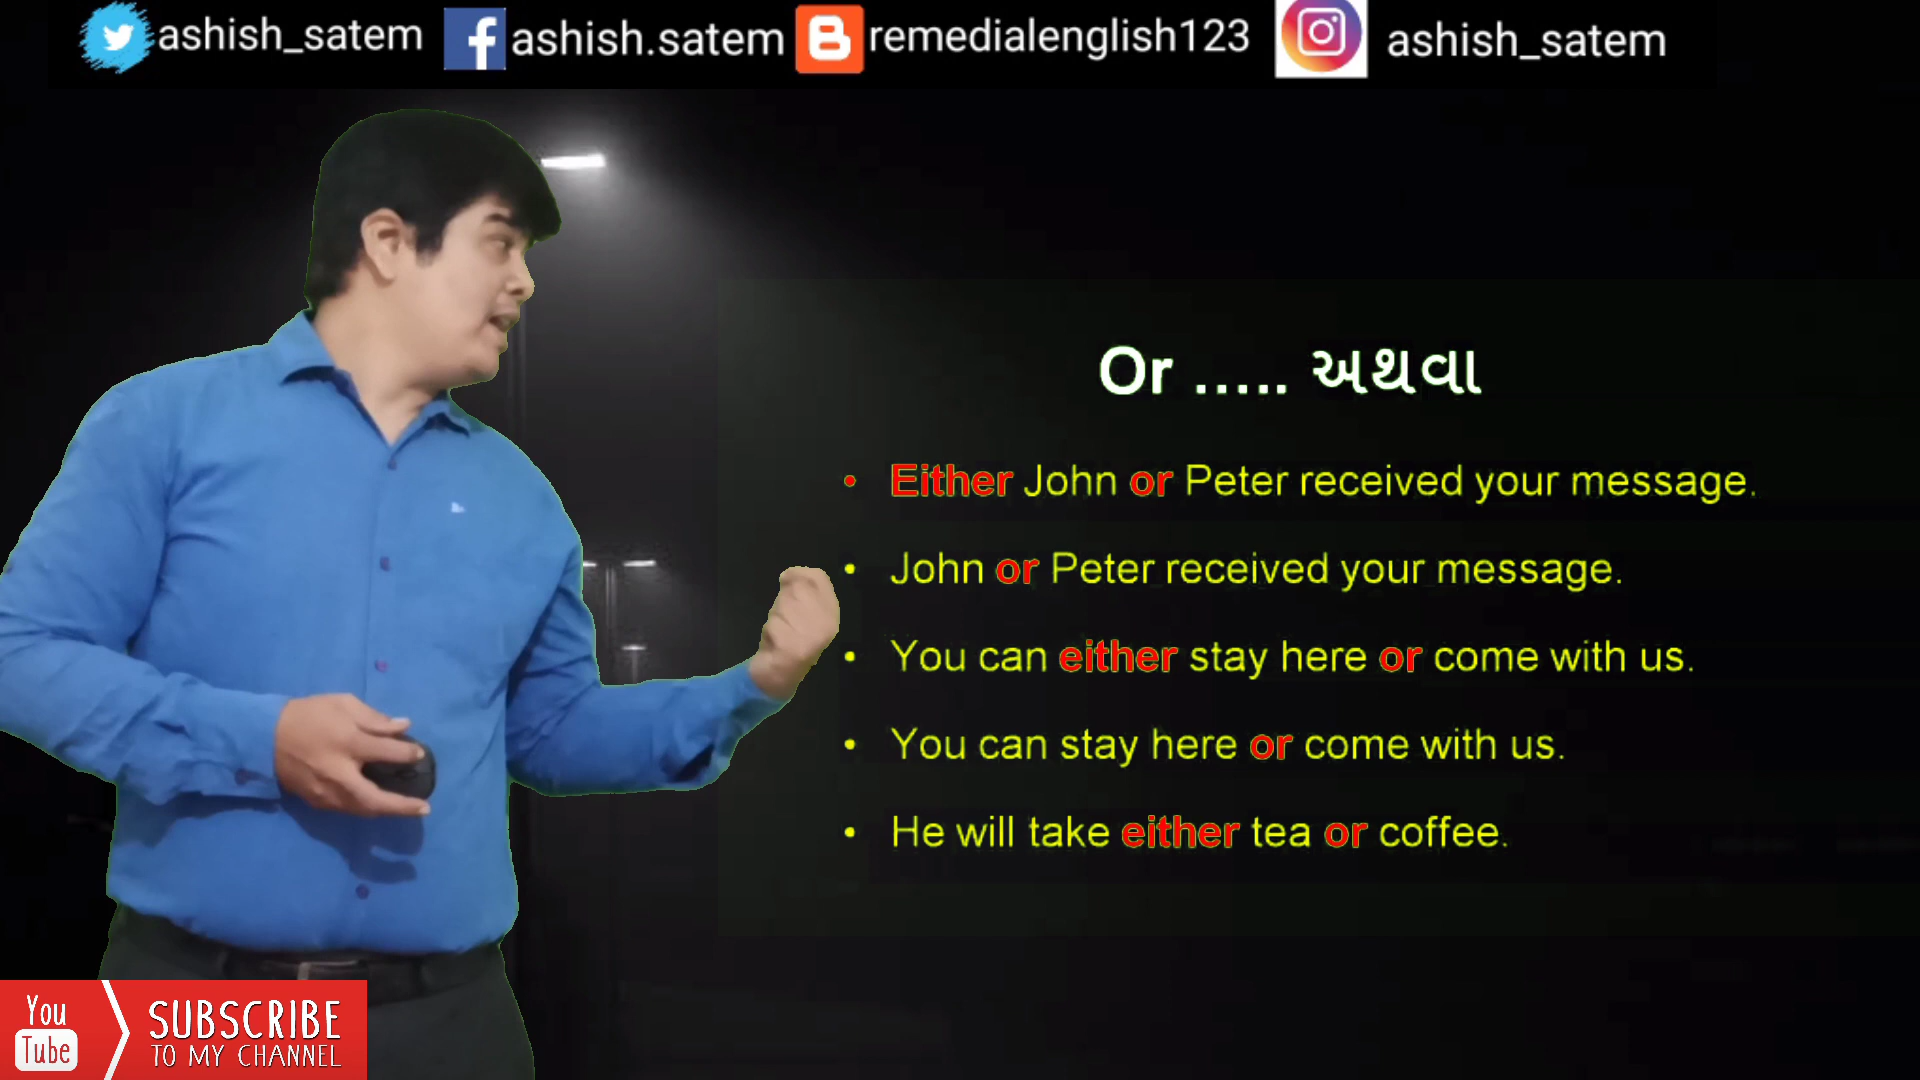 ashish_satem ashish.satem remedialenglish123 ashish_satem
Or ..... અથવા
• Either John or Peter received your message.
• John or Peter received your message.
• You can either stay here or come with us.
• You can stay here or come with us.
• He will take either tea or coffee.
You Tube
SUBSCRIBE
TO MY CHANNEL